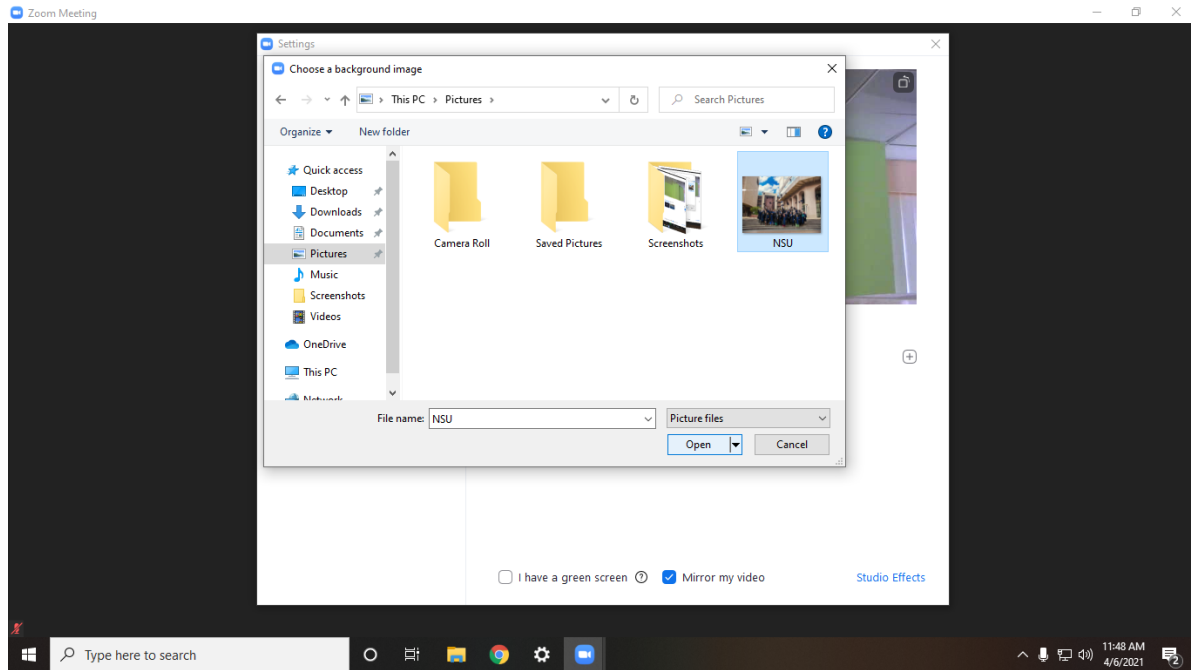 Zoom Meeting
Settings
Choose a background image
This PC > Pictures >
Search Pictures
Organize
New folder
?
Quick access
Desktop
Downloads
Documents
Pictures
Music
Screenshots
Videos
OneDrive
This PC
Network
Camera Roll
Saved Pictures
Screenshots
NSU
File name: NSU
Picture files
Open
Cancel
I have a green screen ?
Mirror my video
Studio Effects
Type here to search
11:48 AM
4/6/2021
2